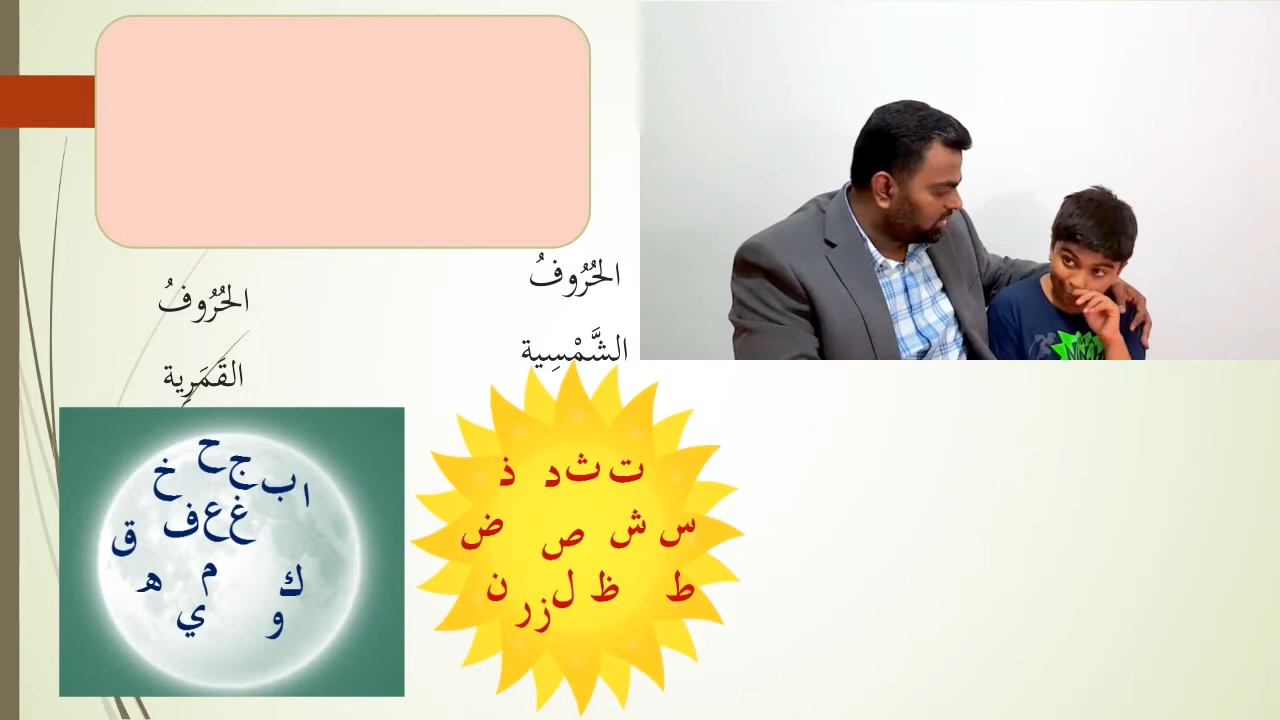 الحُرُوفُ
الشَّمْسِية
الحُرُوفُ
القَمَرِية
ت ث د ذ
س ش ص ض
ط ظ ل ز ر ن
ا ب ج ح خ
غ ع ف ق
ك م ه
و ي